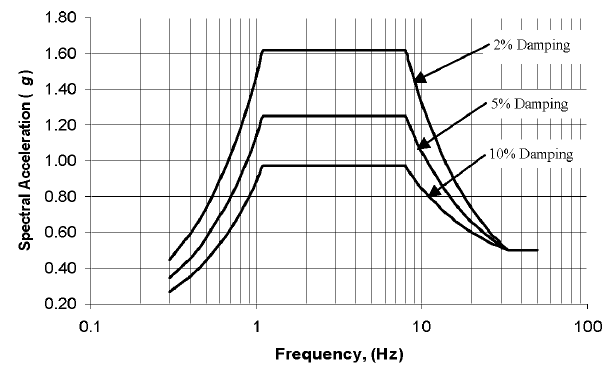 1.80
1.60
1.40
1.20
1.00
0.80
0.60
0.40
0.20
Spectral Acceleration ( g)
2% Damping
5% Damping
10% Damping
0.1
1
10
100
Frequency, (Hz)